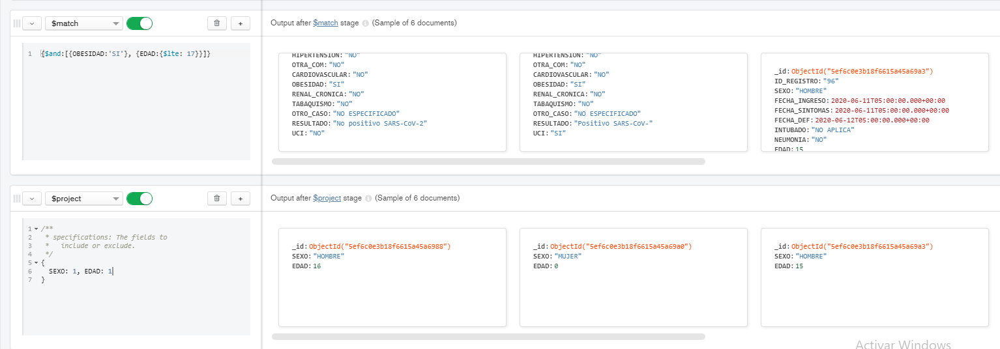 $match
Output after $match stage (Sample of 6 documents)
1 {$and:[{OBESIDAD:'SI'}, {EDAD:{$lte: 17}}]}
HIPERTENSION: "NO"
OTRA_COM: "NO"
CARDIOVASCULAR: "NO"
OBESIDAD: "SI"
RENAL_CRONICA: "NO"
TABAQUISMO: "NO"
OTRO_CASO: "NO ESPECIFICADO"
RESULTADO: "No positivo SARS-CoV-2"
UCI: "NO"
HIPERTENSION: "NO"
OTRA_COM: "NO"
CARDIOVASCULAR: "NO"
OBESIDAD: "SI"
RENAL_CRONICA: "NO"
TABAQUISMO: "NO"
OTRO_CASO: "NO ESPECIFICADO"
RESULTADO: "Positivo SARS-CoV-"
UCI: "SI"
_id: ObjectId("5ef6c0e3b18f6615a45a69a3")
ID_REGISTRO: "96"
SEXO: "HOMBRE"
FECHA_INGRESO: 2020-06-11T05:00:00.000+00:00
FECHA_SINTOMAS: 2020-06-11T05:00:00.000+00:00
FECHA_DEF: 2020-06-12T05:00:00.000+00:00
INTUBADO: "NO APLICA"
NEUMONIA: "NO"
EDAD: 15
$project
Output after $project stage (Sample of 6 documents)
1 /**
2 * specifications: The fields to
3 * include or exclude.
4 */
5 {
6 SEXO: 1, EDAD: 1
7 }
_id: ObjectId("5ef6c0e3b18f6615a45a6988")
SEXO: "HOMBRE"
EDAD: 16
_id: ObjectId("5ef6c0e3b18f6615a45a69a0")
SEXO: "MUJER"
EDAD: 0
_id: ObjectId("5ef6c0e3b18f6615a45a69a3")
SEXO: "HOMBRE"
EDAD: 15
Activar Windows